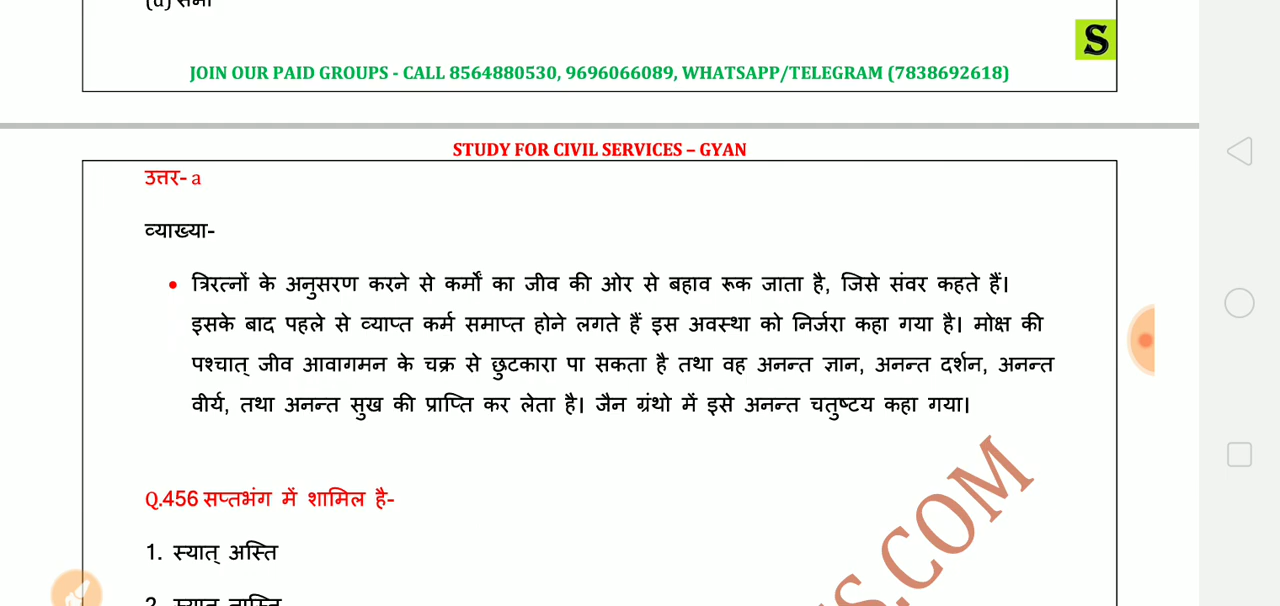 (d) सभी
S
JOIN OUR PAID GROUPS - CALL 8564880530, 9696066089, WHATSAPP/TELEGRAM (7838692618)
STUDY FOR CIVIL SERVICES – GYAN
उत्तर- a
व्याख्या-
• त्रिरत्नों के अनुसरण करने से कर्मों का जीव की ओर से बहाव रूक जाता है, जिसे संवर कहते हैं।
इसके बाद पहले से व्याप्त कर्म समाप्त होने लगते हैं इस अवस्था को निर्जरा कहा गया है। मोक्ष की
पश्चात् जीव आवागमन के चक्र से छुटकारा पा सकता है तथा वह अनन्त ज्ञान, अनन्त दर्शन, अनन्त
वीर्य, तथा अनन्त सुख की प्राप्ति कर लेता है। जैन ग्रंथो में इसे अनन्त चतुष्टय कहा गया।
Q.456 सप्तभंग में शामिल है-
1. स्यात् अस्ति
2. स्यात् नास्ति
S.COM